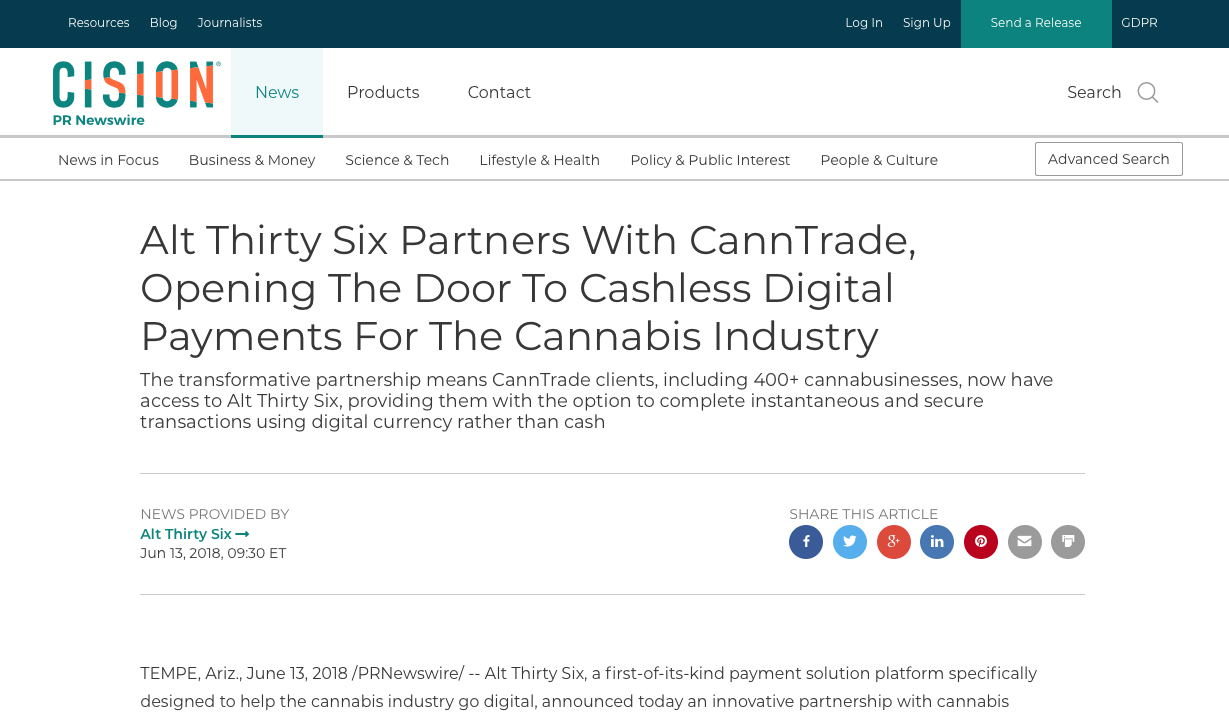 Resources Blog Journalists Log In Sign Up Send a Release GDPR
CISION®
PR Newswire
News Products Contact Search
News in Focus Business & Money Science & Tech Lifestyle & Health Policy & Public Interest People & Culture Advanced Search
Alt Thirty Six Partners With CannTrade,
Opening The Door To Cashless Digital
Payments For The Cannabis Industry
The transformative partnership means CannTrade clients, including 400+ cannabusinesses, now have
access to Alt Thirty Six, providing them with the option to complete instantaneous and secure
transactions using digital currency rather than cash
NEWS PROVIDED BY
Alt Thirty Six
Jun 13, 2018, 09:30 ET
SHARE THIS ARTICLE
TEMPE, Ariz., June 13, 2018 /PRNewswire/ -- Alt Thirty Six, a first-of-its-kind payment solution platform specifically
designed to help the cannabis industry go digital, announced today an innovative partnership with cannabis